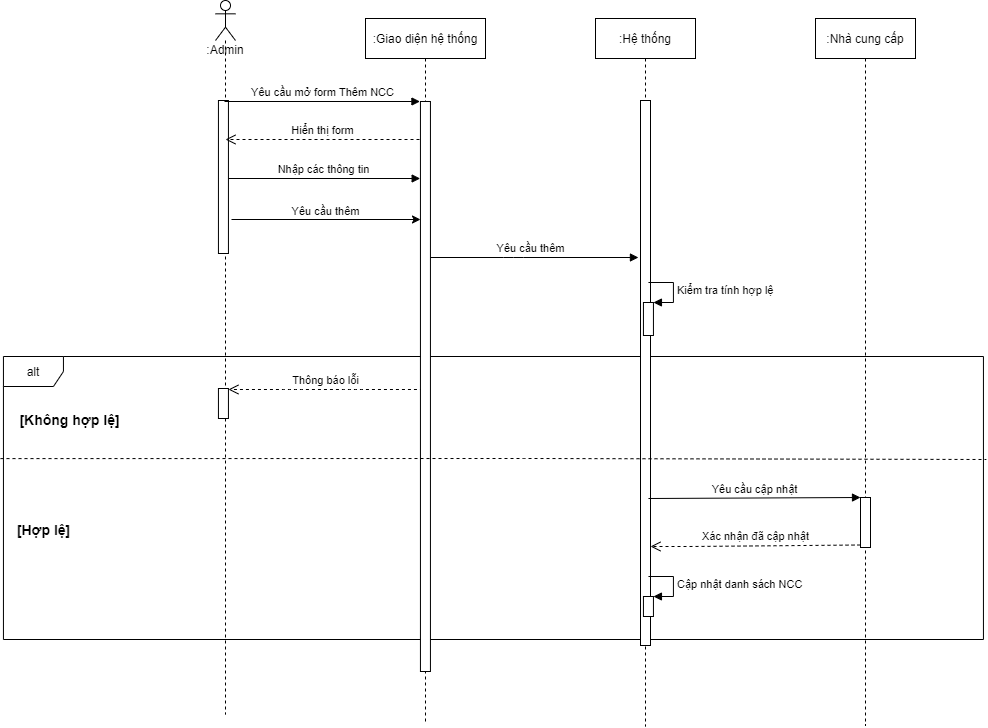 :Admin
:Giao diện hệ thống
:Hệ thống
:Nhà cung cấp
Yêu cầu mở form Thêm NCC
Hiển thị form
Nhập các thông tin
Yêu cầu thêm
Yêu cầu thêm
Kiểm tra tính hợp lệ
alt
Thông báo lỗi
[Không hợp lệ]
Yêu cầu cập nhật
[Hợp lệ]
Xác nhận đã cập nhật
Cập nhật danh sách NCC